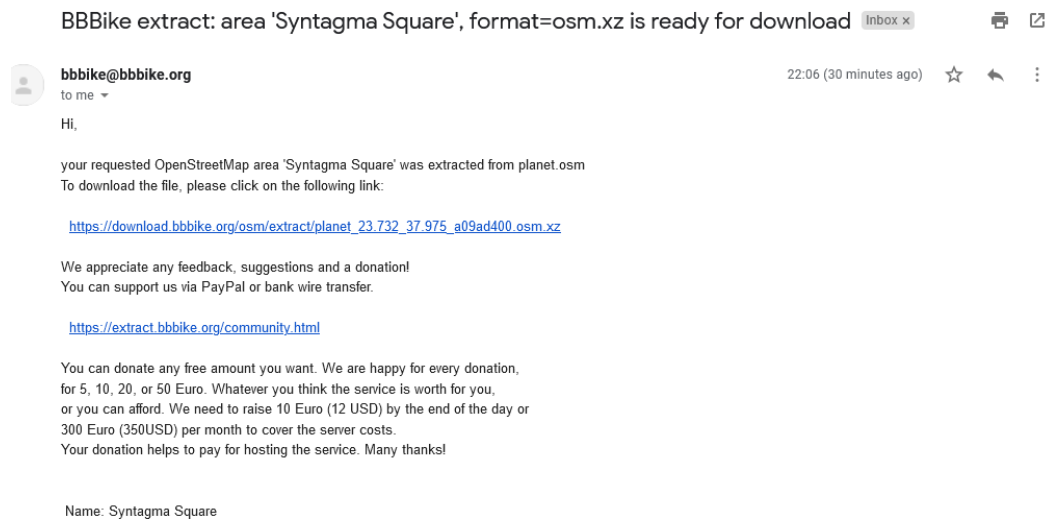 BBBike extract: area 'Syntagma Square', format=osm.xz is ready for download Inbox ×
bbbike@bbbike.org
22:06 (30 minutes ago)
to me
Hi,
your requested OpenStreetMap area 'Syntagma Square' was extracted from planet.osm
To download the file, please click on the following link:
https://download.bbbike.org/osm/extract/planet_23.732_37.975_a09ad400.osm.xz
We appreciate any feedback, suggestions and a donation!
You can support us via PayPal or bank wire transfer.
https://extract.bbbike.org/community.html
You can donate any free amount you want. We are happy for every donation,
for 5, 10, 20, or 50 Euro. Whatever you think the service is worth for you,
or you can afford. We need to raise 10 Euro (12 USD) by the end of the day or
300 Euro (350USD) per month to cover the server costs.
Your donation helps to pay for hosting the service. Many thanks!
Name: Syntagma Square